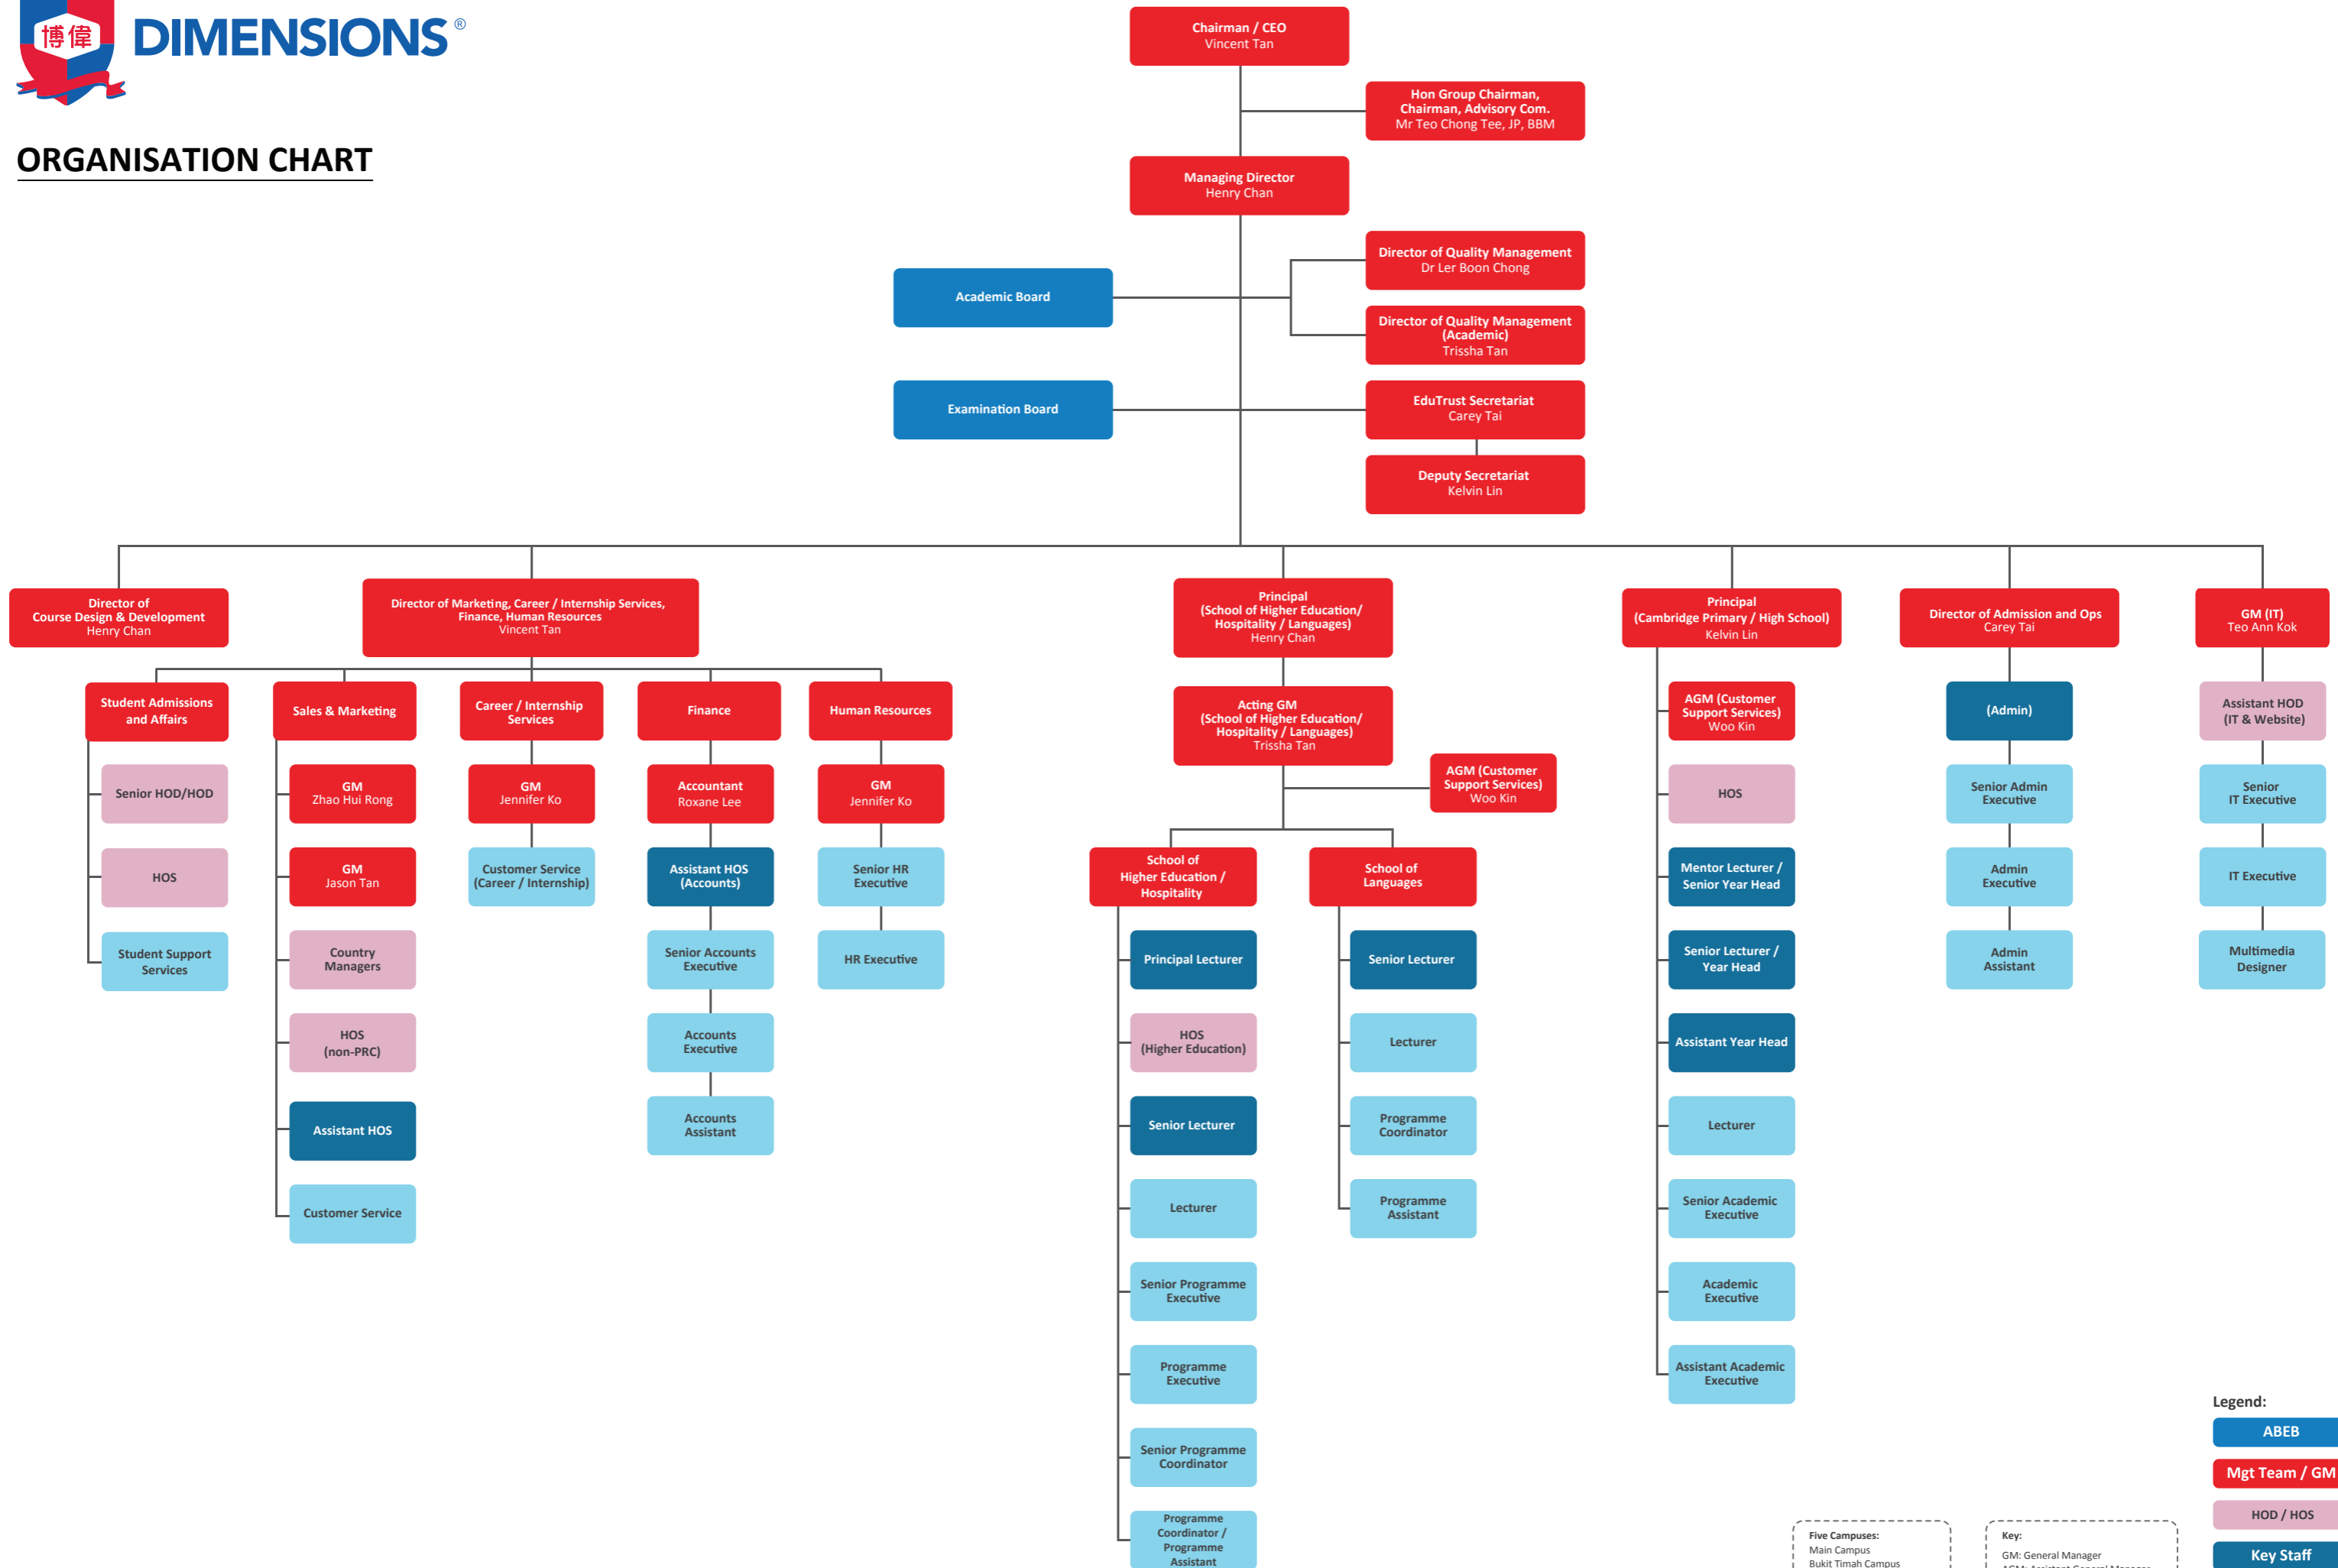 博偉
DIMENSIONS®
ORGANISATION CHART
Chairman / CEO
Vincent Tan
Hon Group Chairman,
Chairman, Advisory Com.
Mr Teo Chong Tee, JP, BBM
Managing Director
Henry Chan
Director of Quality Management
Dr Ler Boon Chong
Academic Board
Director of Quality Management
(Academic)
Trissha Tan
Examination Board
EduTrust Secretariat
Carey Tai
Deputy Secretariat
Kelvin Lin
Director of
Course Design & Development
Henry Chan
Director of Marketing, Career / Internship Services,
Finance, Human Resources
Vincent Tan
Student Admissions
and Affairs
Senior HOD/HOD
HOS
Student Support
Services
Sales & Marketing
GM
Zhao Hui Rong
GM
Jason Tan
Country
Managers
HOS
(non-PRC)
Assistant HOS
Customer Service
Career / Internship
Services
GM
Jennifer Ko
Customer Service
(Career / Internship)
Finance
Accountant
Roxane Lee
Assistant HOS
(Accounts)
Senior Accounts
Executive
Accounts
Executive
Accounts
Assistant
Human Resources
GM
Jennifer Ko
Senior HR
Executive
HR Executive
Principal
(School of Higher Education/
Hospitality / Languages)
Henry Chan
Acting GM
(School of Higher Education/
Hospitality / Languages)
Trissha Tan
AGM (Customer
Support Services)
Woo Kin
School of
Higher Education /
Hospitality
Principal Lecturer
HOS
(Higher Education)
Senior Lecturer
Lecturer
Senior Programme
Executive
Programme
Executive
Senior Programme
Coordinator
Programme
Coordinator /
Programme
Assistant
School of
Languages
Senior Lecturer
Lecturer
Programme
Coordinator
Programme
Assistant
Principal
(Cambridge Primary / High School)
Kelvin Lin
AGM (Customer
Support Services)
Woo Kin
HOS
Mentor Lecturer /
Senior Year Head
Senior Lecturer /
Year Head
Assistant Year Head
Lecturer
Senior Academic
Executive
Academic
Executive
Assistant Academic
Executive
Director of Admission and Ops
Carey Tai
(Admin)
Senior Admin
Executive
Admin
Executive
Admin
Assistant
GM (IT)
Teo Ann Kok
Assistant HOD
(IT & Website)
Senior
IT Executive
IT Executive
Multimedia
Designer
Legend:
ABEB
Mgt Team / GM
HOD / HOS
Key Staff
Five Campuses:
Main Campus
Bukit Timah Campus
Key:
GM: General Manager
AGM: Assistant General Manager